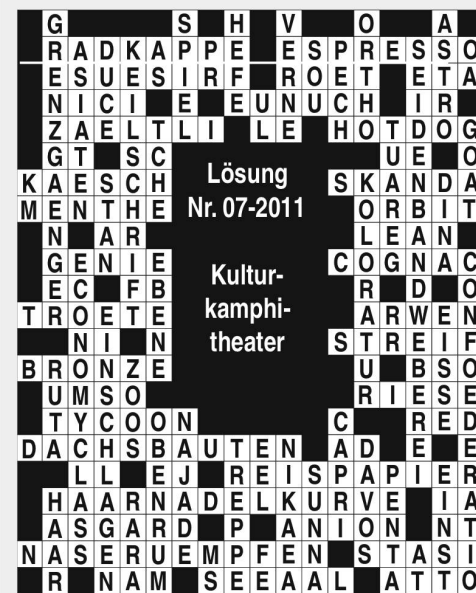 G S H V O A
RADKAPPE ESPRESSO
ESUESIRF ROET ETA
NICI E EUNUCH IR
ZAELTLI LE HOTDOG
GT SC UE O
KAESCH Lösung SKANDA
MENTHE Nr. 07-2011 ORBIT
N AR LEAN
GENIE Kultur- COGNAC
EC FB kamphi- R D O
TROETE theater ARWEN
NI N STREIF
BRONZE U BSO
UMSO RIESE
TYCOON C RED
DACHSBAUTEN AD E E
LL EJ REISPAPIER
HAARNADELKURVE IA
ASGARD P ANION NT
NASERUEMPFEN STASI
R NAM SEEAAL ATTO